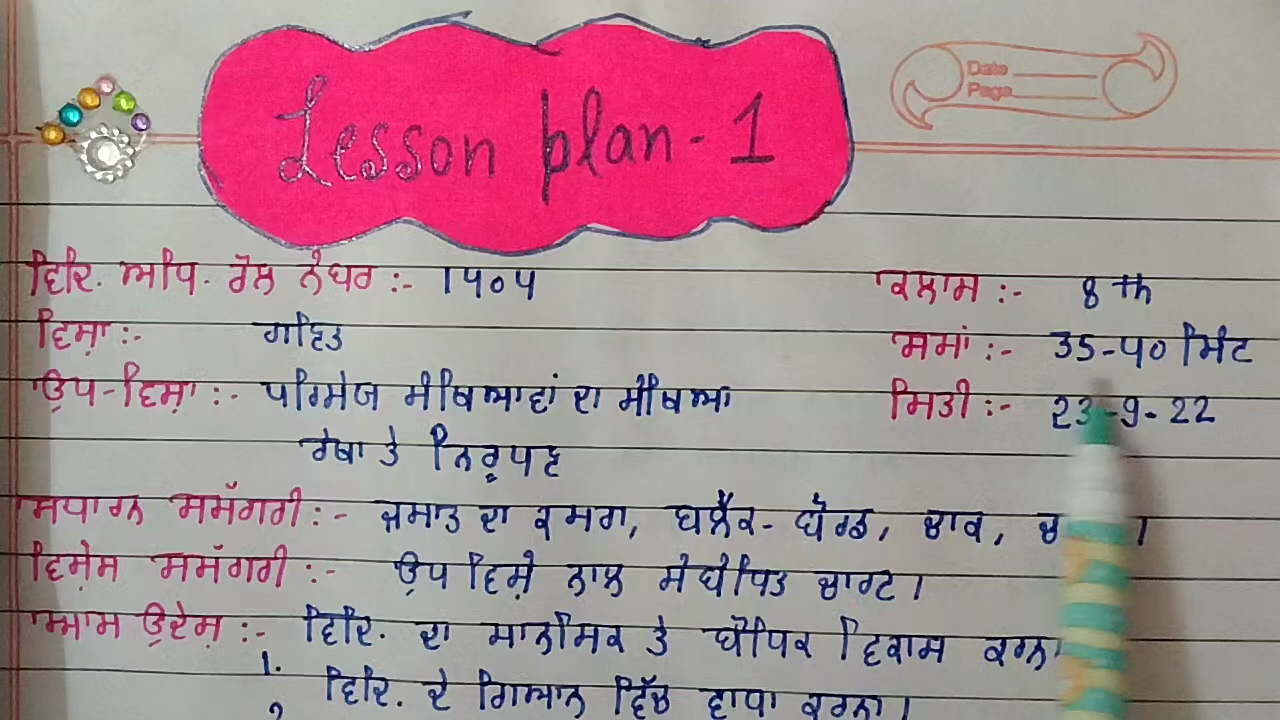 Lesson plan - 1
Date
Page
ਵਿਦਿ. ਅਧਿ. ਰੋਲ ਨੰਬਰ :- 1404
ਕਲਾਸ :- 8th
ਵਿਸ਼ਾ :- ਗਣਿਤ
ਸਮਾਂ :- 35-40 ਮਿੰਟ
ਉਪ-ਵਿਸ਼ਾ :- ਪਰਿਮੇਯ ਸੰਖਿਆਵਾਂ ਦਾ ਸੰਖਿਆ
ਮਿਤੀ :- 23-9-22
ਰੇਖਾ ਤੇ ਨਿਰੂਪਣ
ਸਧਾਰਨ ਸਮੱਗਰੀ :- ਜਮਾਤ ਦਾ ਕਮਰਾ, ਬਲੈਕ-ਬੋਰਡ, ਚਾਕ,
ਵਿਸ਼ੇਸ਼ ਸਮੱਗਰੀ :- ਉਪ ਵਿਸ਼ੇ ਨਾਲ ਸੰਬੰਧਿਤ ਚਾਰਟ।
ਆਮ ਉਦੇਸ਼ :- ਵਿਦਿ. ਦਾ ਮਾਨਸਿਕ ਤੇ ਬੌਧਿਕ ਵਿਕਾਸ ਕਰਨਾ
1.
ਵਿਦਿ. ਦੇ ਗਿਆਨ ਵਿੱਚ ਵਾਧਾ ਕਰਨਾ।